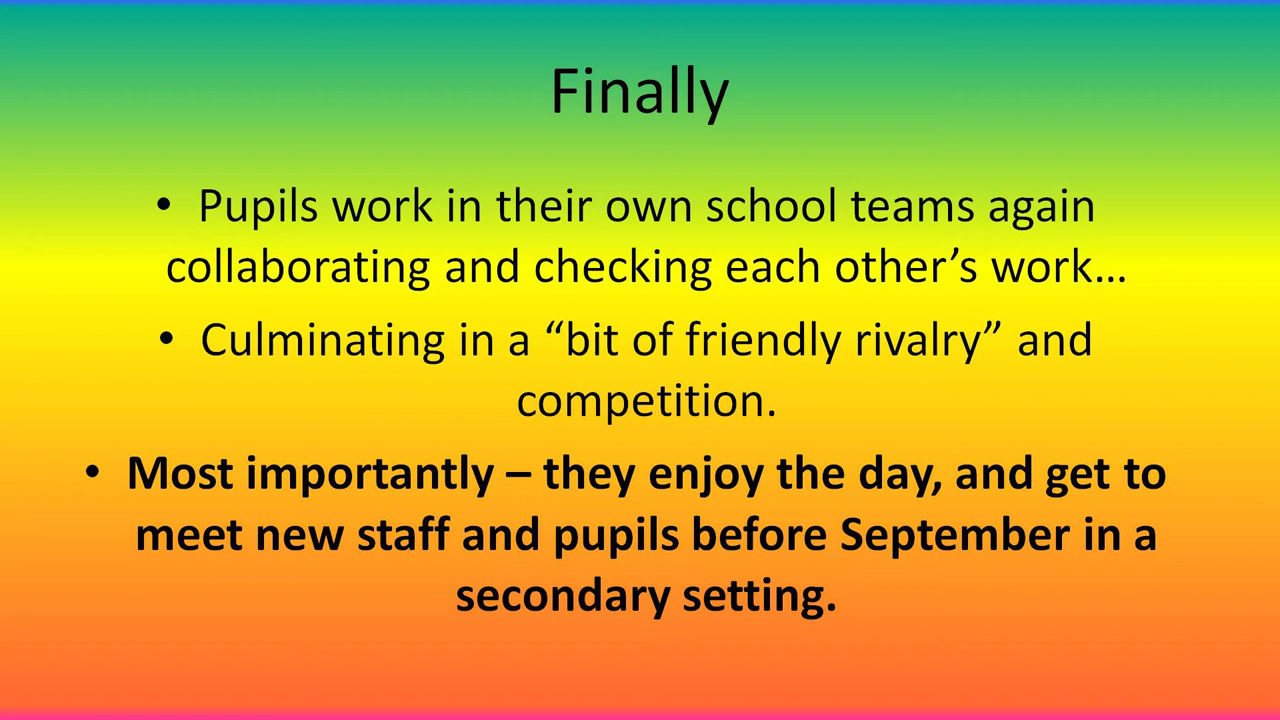 Finally
• Pupils work in their own school teams again
collaborating and checking each other’s work…
• Culminating in a “bit of friendly rivalry” and
competition.
• Most importantly – they enjoy the day, and get to
meet new staff and pupils before September in a
secondary setting.